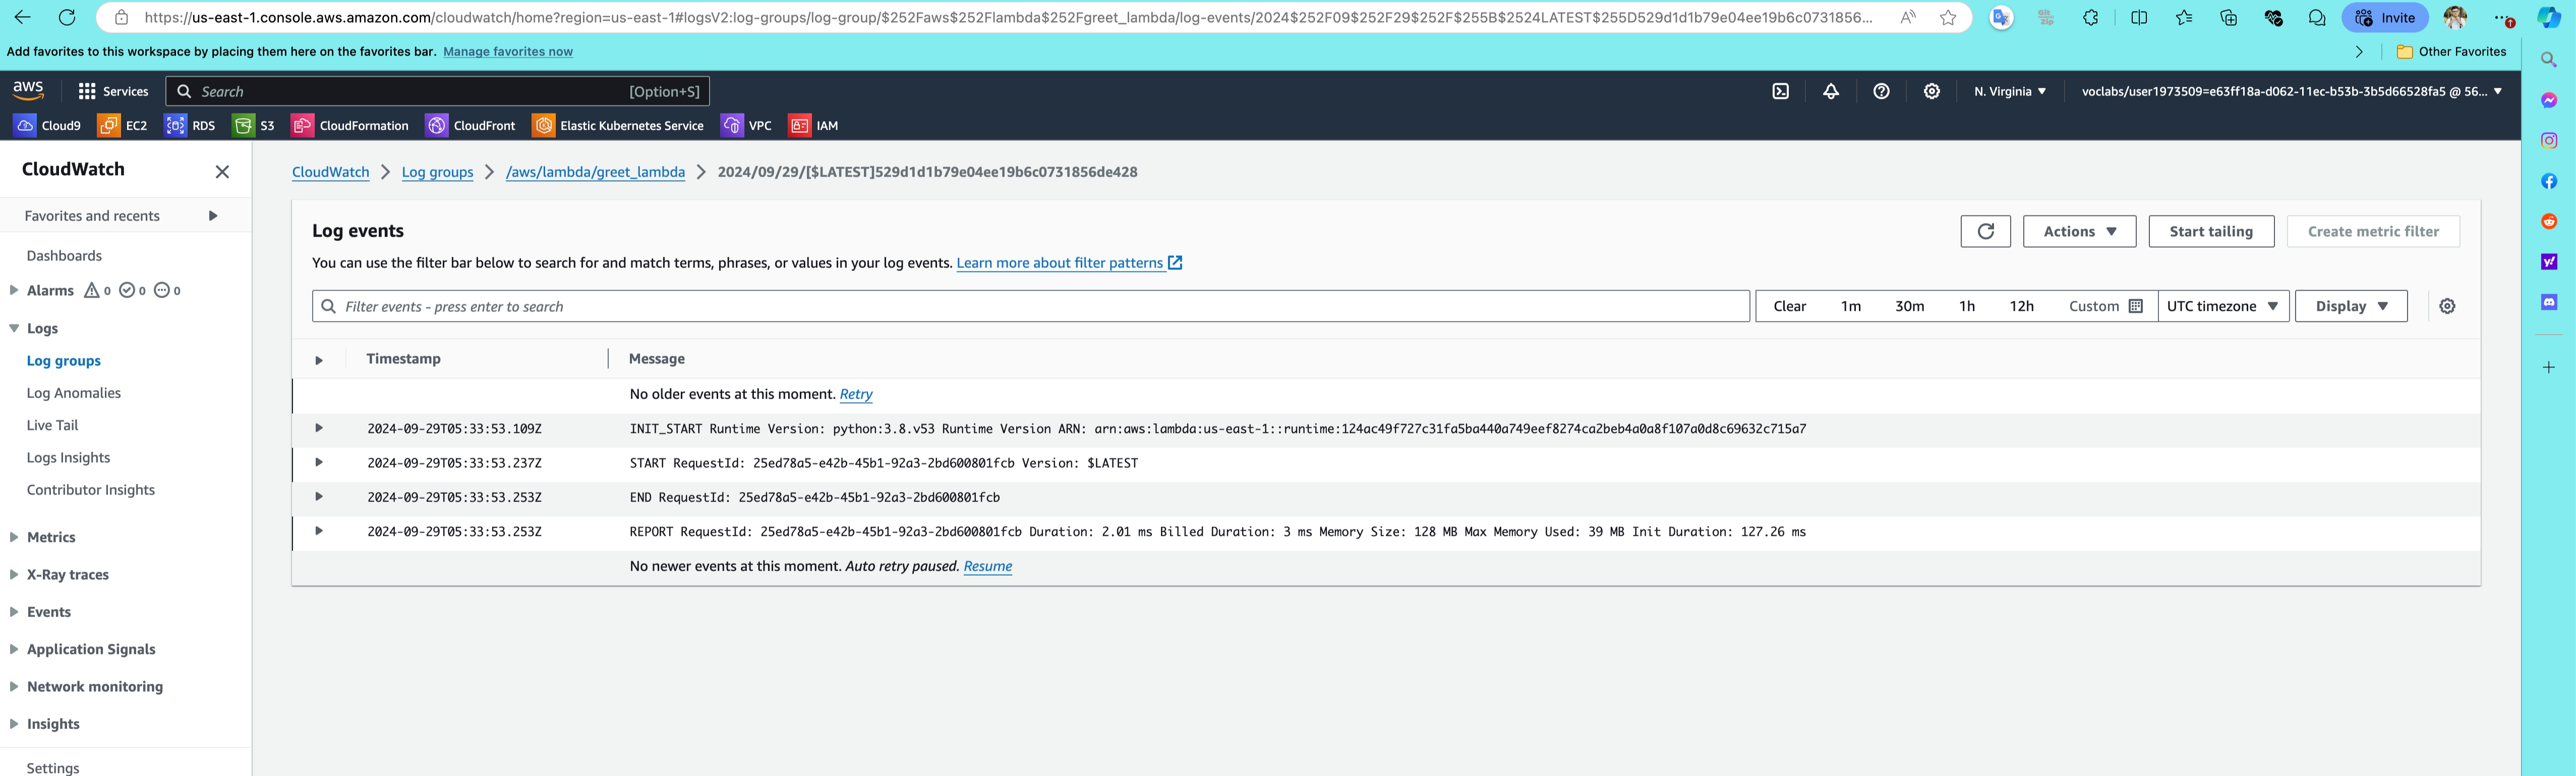 https://us-east-1.console.aws.amazon.com/cloudwatch/home?region=us-east-1#logsV2:log-groups/log-group/$252Faws$252Flambda$252Fgreet_lambda/log-events/2024$252F09$252F29$252F$255B$2524LATEST$255D529d1d1b79e04ee19b6c0731856...
Invite
Add favorites to this workspace by placing them here on the favorites bar. Manage favorites now
Other Favorites
aws
Services
Search
[Option+S]
N. Virginia
voclabs/user1973509=e63ff18a-d062-11ec-b53b-3b5d66528fa5 @ 56...
Cloud9 EC2 RDS S3 CloudFormation CloudFront Elastic Kubernetes Service VPC IAM
CloudWatch
Favorites and recents
Dashboards
Alarms 0 0 0
Logs
Log groups
Log Anomalies
Live Tail
Logs Insights
Contributor Insights
Metrics
X-Ray traces
Events
Application Signals
Network monitoring
Insights
Settings
CloudWatch Log groups /aws/lambda/greet_lambda 2024/09/29/[$LATEST]529d1d1b79e04ee19b6c0731856de428
Log events
Actions
Start tailing
Create metric filter
You can use the filter bar below to search for and match terms, phrases, or values in your log events. Learn more about filter patterns
Filter events - press enter to search
Clear 1m 30m 1h 12h Custom UTC timezone Display
Timestamp Message
No older events at this moment. Retry
2024-09-29T05:33:53.109Z INIT_START Runtime Version: python:3.8.v53 Runtime Version ARN: arn:aws:lambda:us-east-1::runtime:124ac49f727c31fa5ba440a749eef8274ca2beb4a0a8f107a0d8c69632c715a7
2024-09-29T05:33:53.237Z START RequestId: 25ed78a5-e42b-45b1-92a3-2bd600801fcb Version: $LATEST
2024-09-29T05:33:53.253Z END RequestId: 25ed78a5-e42b-45b1-92a3-2bd600801fcb
2024-09-29T05:33:53.253Z REPORT RequestId: 25ed78a5-e42b-45b1-92a3-2bd600801fcb Duration: 2.01 ms Billed Duration: 3 ms Memory Size: 128 MB Max Memory Used: 39 MB Init Duration: 127.26 ms
No newer events at this moment. Auto retry paused. Resume